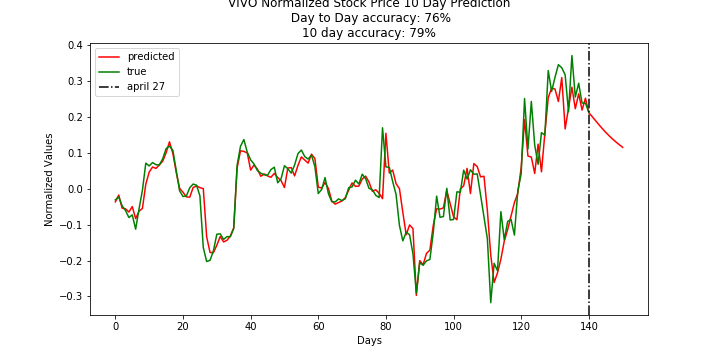 VIVO Normalized Stock Price 10 Day Prediction
Day to Day accuracy: 76%
10 day accuracy: 79%
predicted
true
april 27
0.4
0.3
0.2
0.1
0.0
−0.1
−0.2
−0.3
Normalized Values
0
20
40
60
80
100
120
140
Days